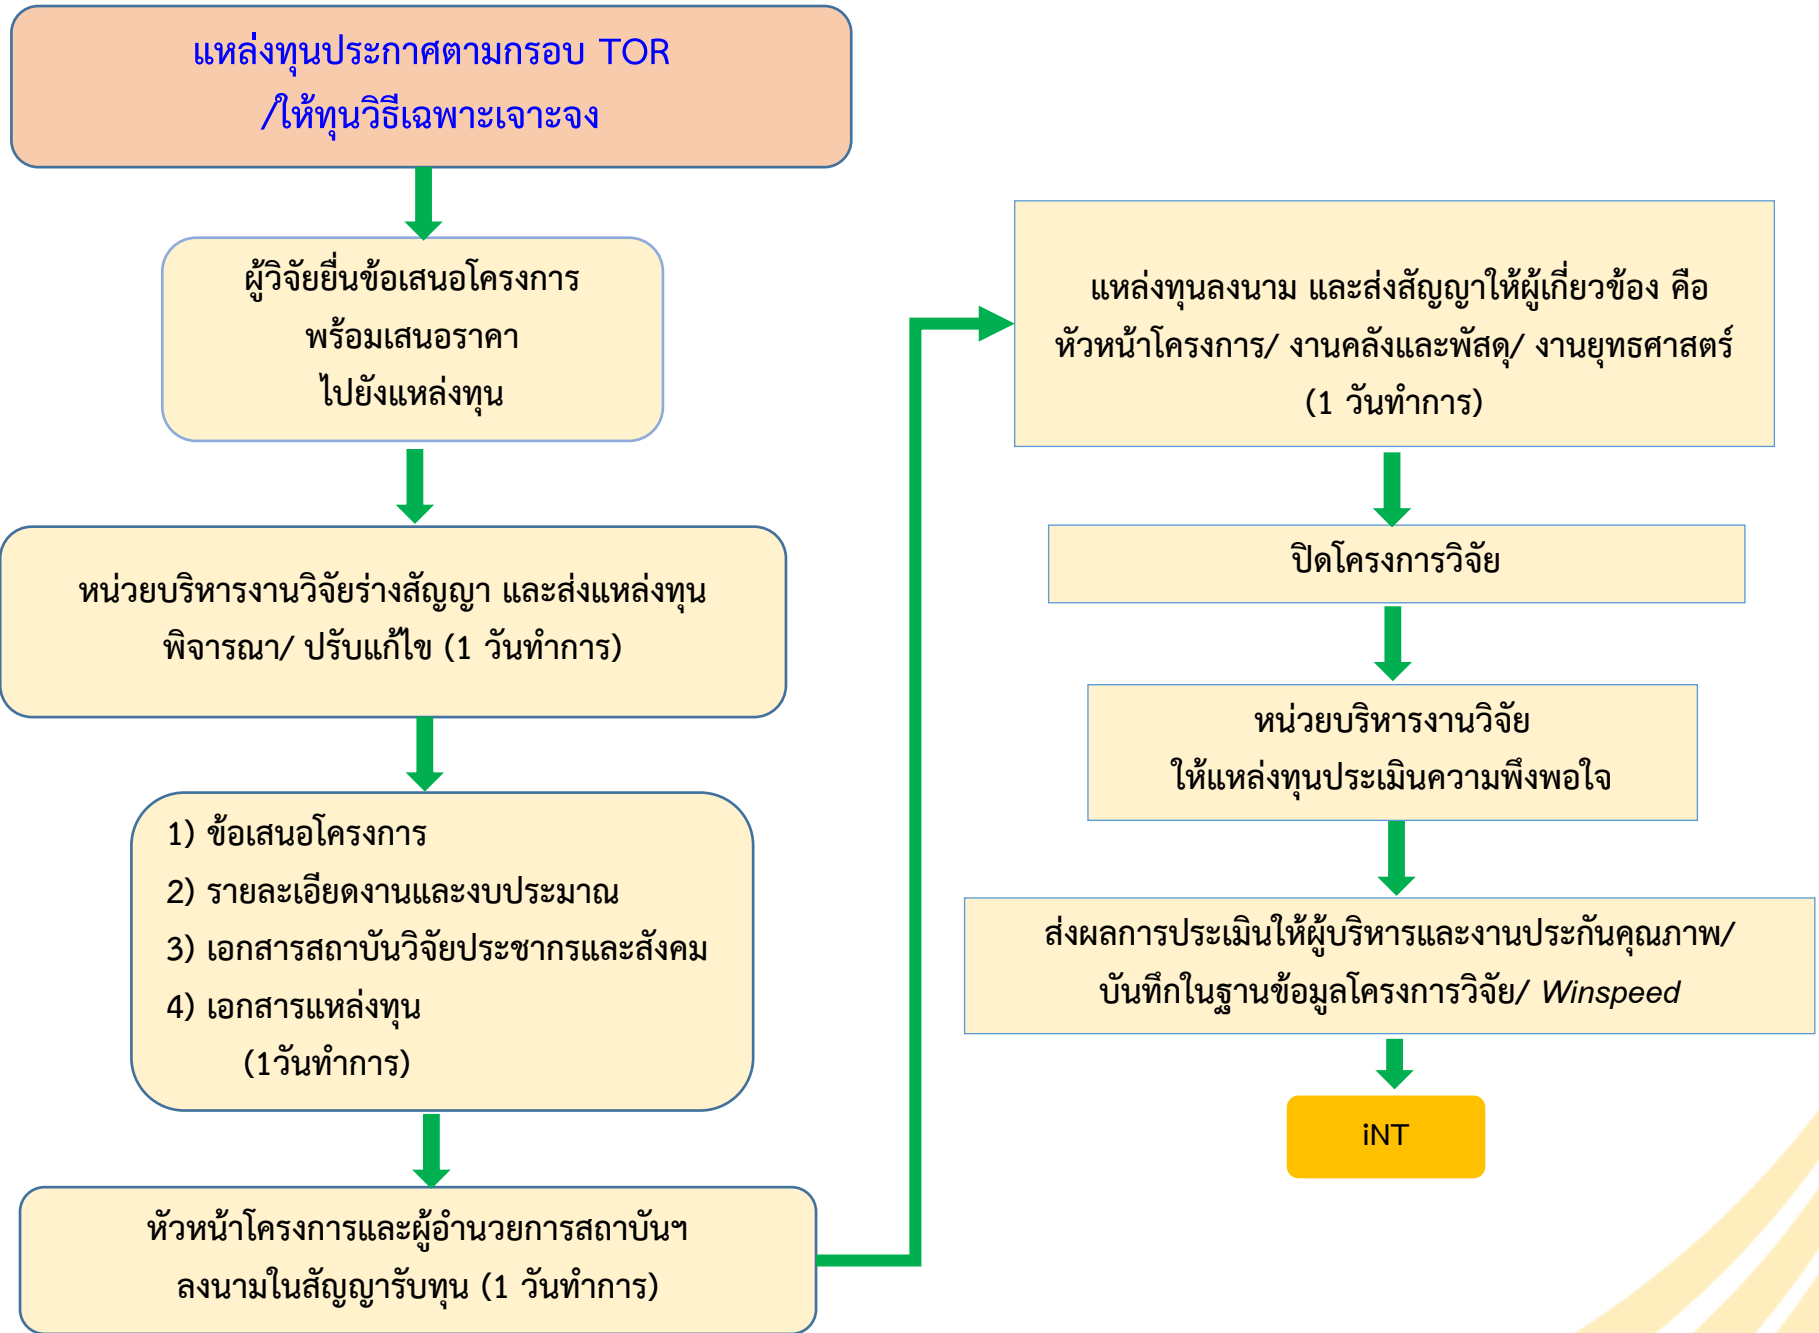 แหล่งทุนประกาศตามกรอบ TOR
/ให้ทุนวิธีเฉพาะเจาะจง
ผู้วิจัยยื่นข้อเสนอโครงการ
พร้อมเสนอราคา
ไปยังแหล่งทุน
หน่วยบริหารงานวิจัยร่างสัญญา และส่งแหล่งทุน
พิจารณา/ ปรับแก้ไข (1 วันทำการ)
1) ข้อเสนอโครงการ
2) รายละเอียดงานและงบประมาณ
3) เอกสารสถาบันวิจัยประชากรและสังคม
4) เอกสารแหล่งทุน
(1วันทำการ)
หัวหน้าโครงการและผู้อำนวยการสถาบันฯ
ลงนามในสัญญารับทุน (1 วันทำการ)
แหล่งทุนลงนาม และส่งสัญญาให้ผู้เกี่ยวข้อง คือ
หัวหน้าโครงการ/ งานคลังและพัสดุ/ งานยุทธศาสตร์
(1 วันทำการ)
ปิดโครงการวิจัย
หน่วยบริหารงานวิจัย
ให้แหล่งทุนประเมินความพึงพอใจ
ส่งผลการประเมินให้ผู้บริหารและงานประกันคุณภาพ/
บันทึกในฐานข้อมูลโครงการวิจัย/ Winspeed
iNT